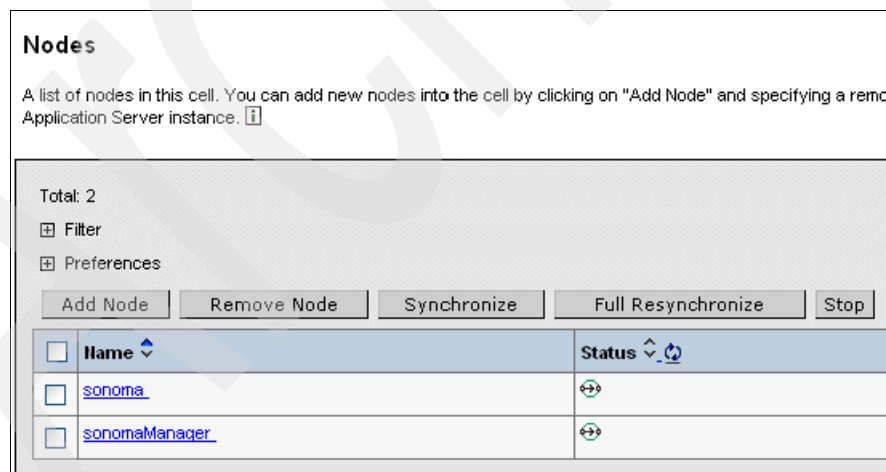 Nodes
A list of nodes in this cell. You can add new nodes into the cell by clicking on "Add Node" and specifying a
Application Server instance. i
Total: 2
Filter
Preferences
Add Node Remove Node Synchronize Full Resynchronize Stop
Name Status
sonoma
sonomaManager